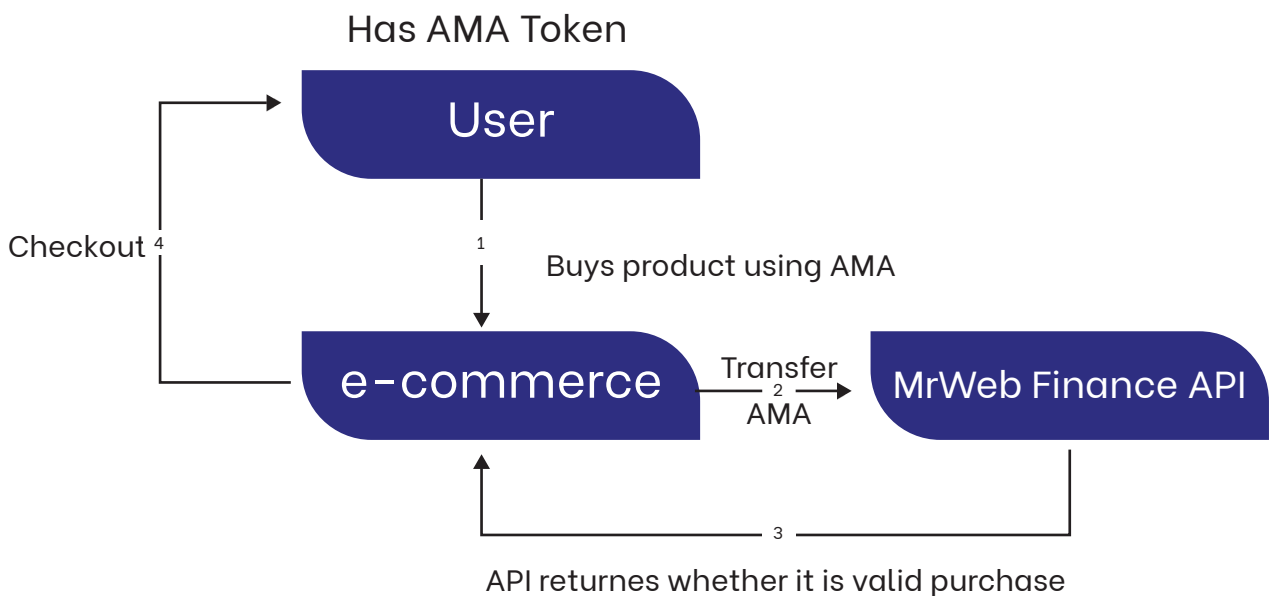 Has AMA Token
User
Checkout 4
1
Buys product using AMA
e-commerce
Transfer
2
AMA
MrWeb Finance API
3
API returnes whether it is valid purchase